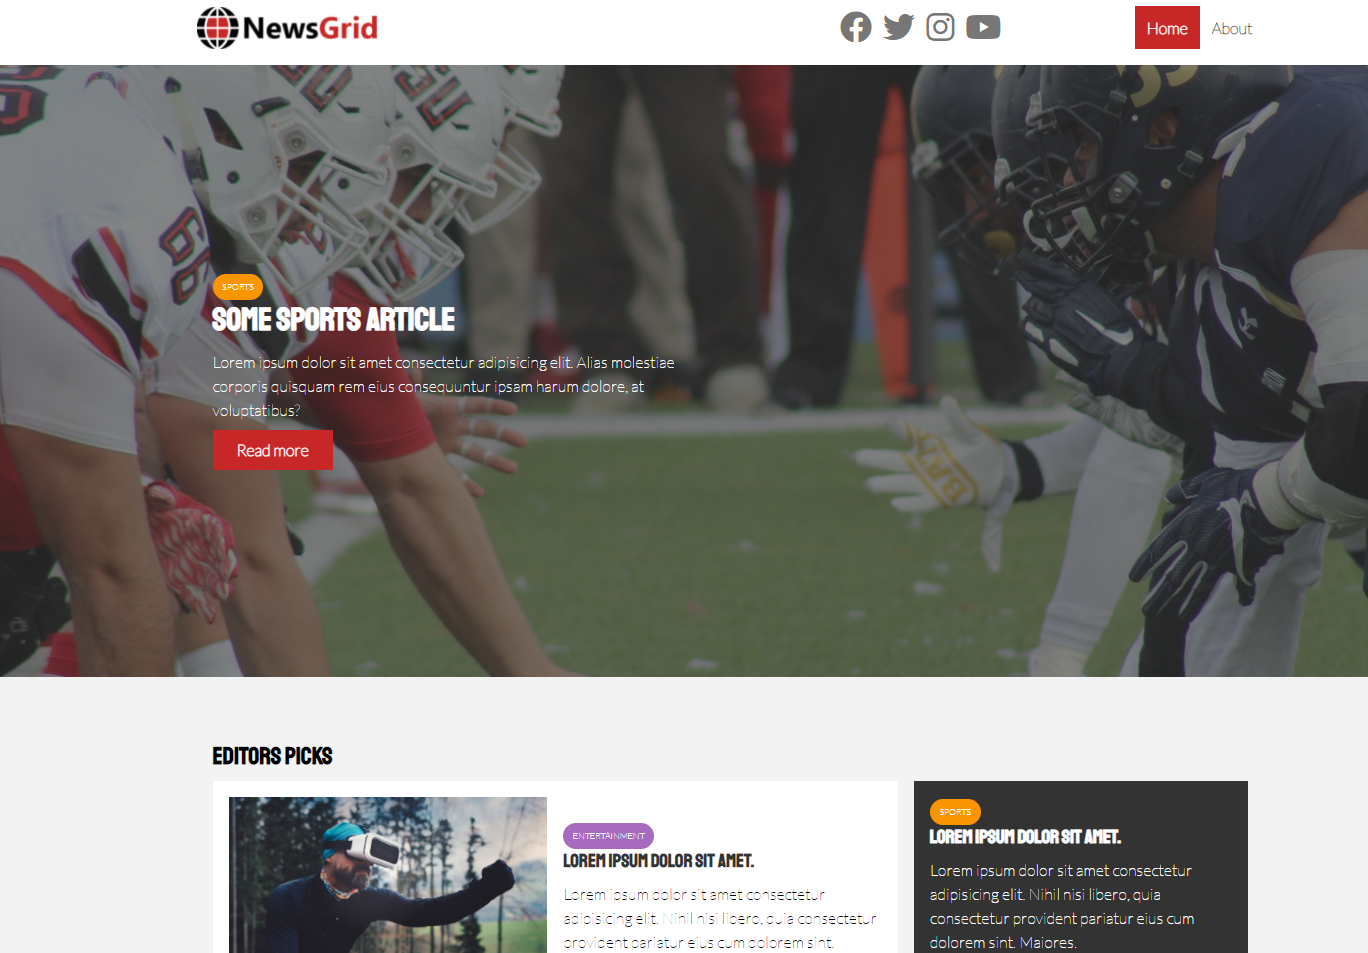 NewsGrid
Home About
SPORTS
SOME SPORTS ARTICLE
Lorem ipsum dolor sit amet consectetur adipisicing elit. Alias molestiae
corporis quisquam rem eius consequuntur ipsam harum dolore, at
voluptatibus?
Read more
EDITORS PICKS
ENTERTAINMENT
LOREM IPSUM DOLOR SIT AMET.
Lorem ipsum dolor sit amet consectetur
adipisicing elit. Nihil nisi libero, quia consectetur
provident pariatur eius cum dolorem sint.
SPORTS
LOREM IPSUM DOLOR SIT AMET.
Lorem ipsum dolor sit amet consectetur
adipisicing elit. Nihil nisi libero, quia
consectetur provident pariatur eius cum
dolorem sint. Maiores.